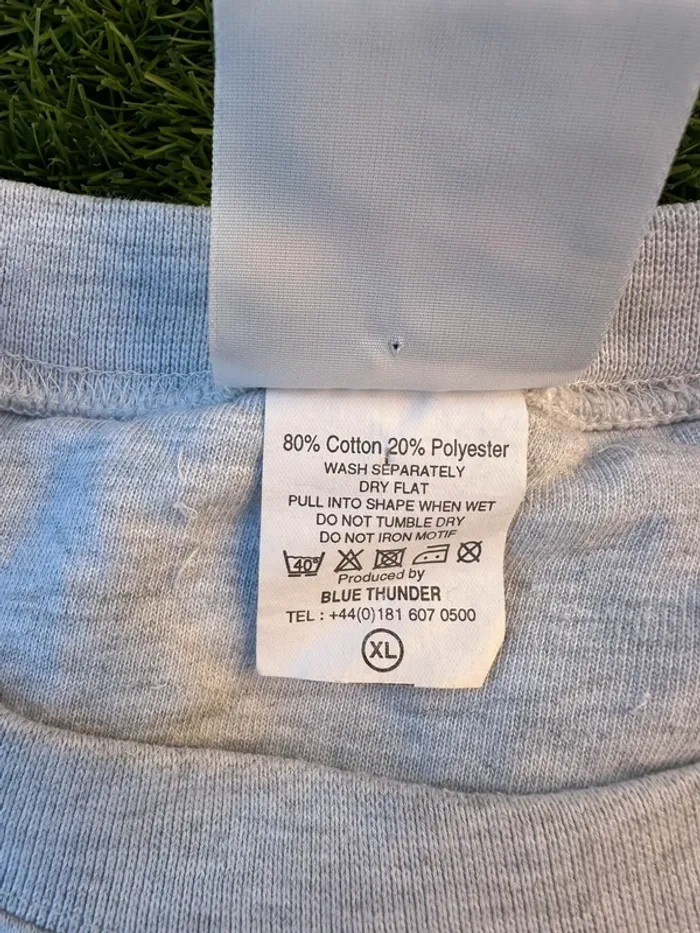 80% Cotton 20% Polyester
WASH SEPARATELY
DRY FLAT
PULL INTO SHAPE WHEN WET
DO NOT TUMBLE DRY
DO NOT IRON MOTIF
40°
Produced by
BLUE THUNDER
TEL : +44(0)181 607 0500
XL